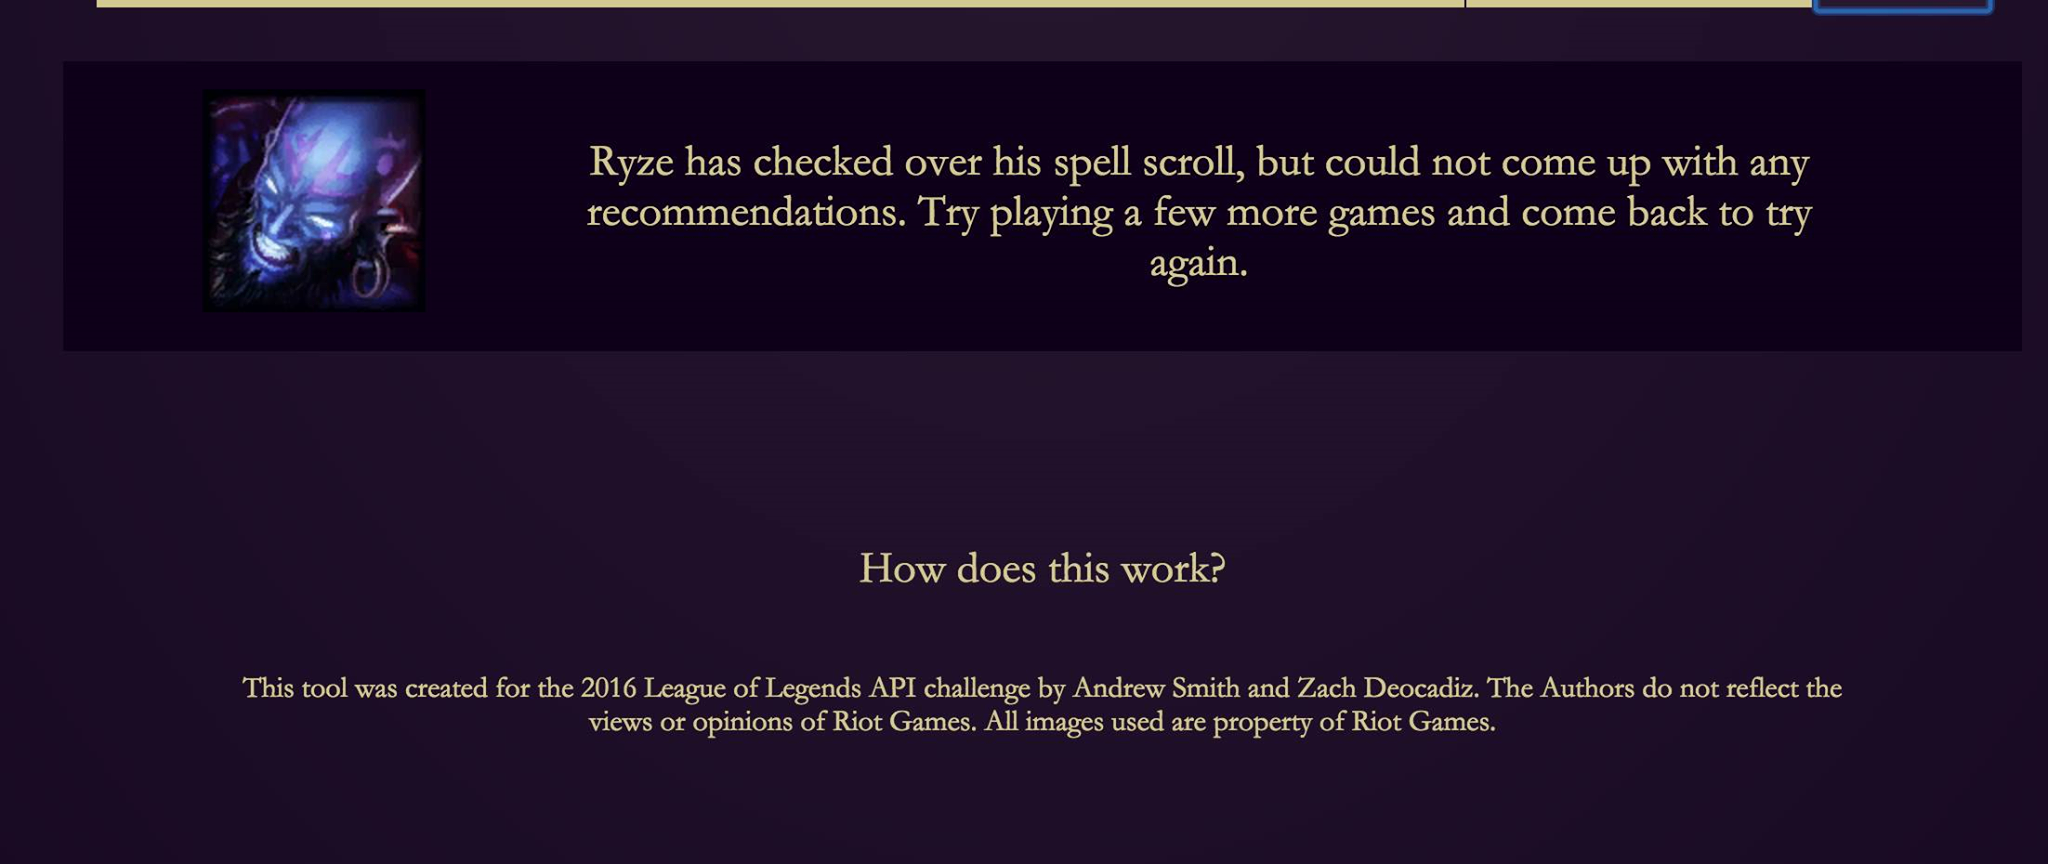 Ryze has checked over his spell scroll, but could not come up with any
recommendations. Try playing a few more games and come back to try
again.
How does this work?
This tool was created for the 2016 League of Legends API challenge by Andrew Smith and Zach Deocadiz. The Authors do not reflect the
views or opinions of Riot Games. All images used are property of Riot Games.